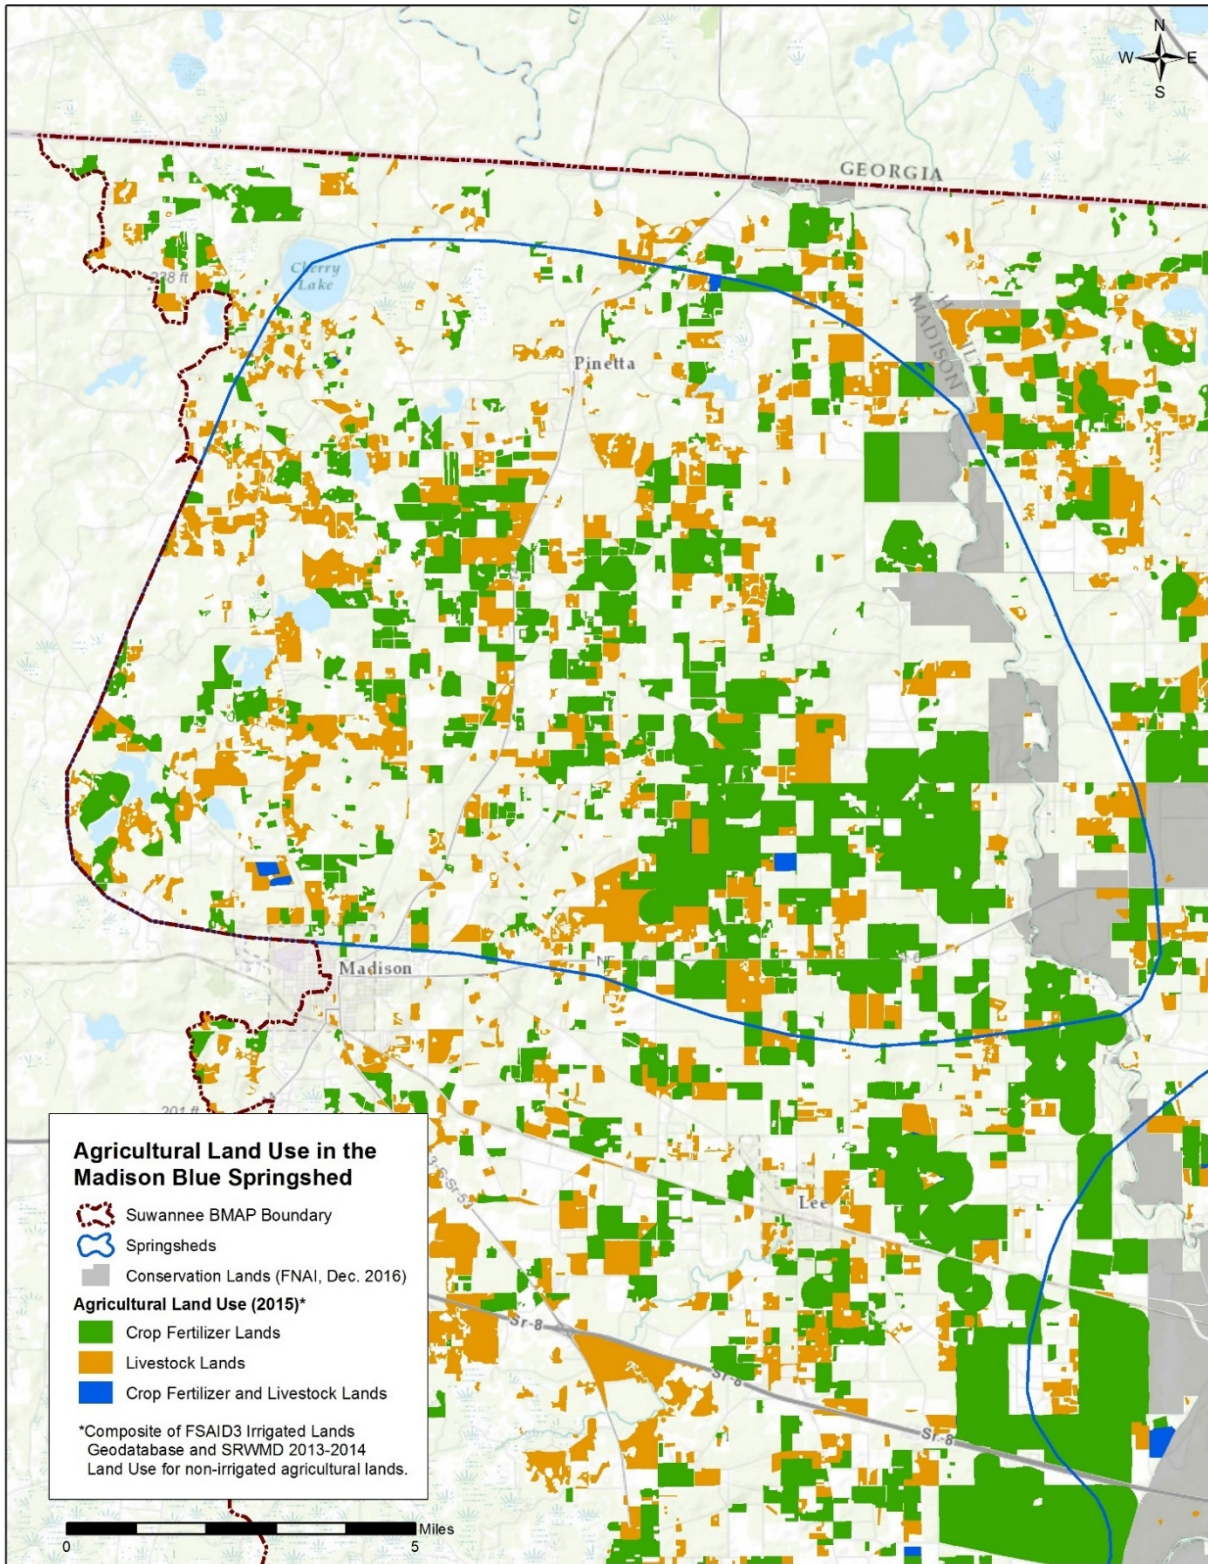 N
W E
S
GEORGIA
Cherry
Lake
228 ft
MADISON
Pinetta
Madison
201 ft
Lee
Sr-8
Sr-8
Sr-8
Agricultural Land Use in the
Madison Blue Springshed
Suwannee BMAP Boundary
Springsheds
Conservation Lands (FNAI, Dec. 2016)
Agricultural Land Use (2015)*
Crop Fertilizer Lands
Livestock Lands
Crop Fertilizer and Livestock Lands
*Composite of FSAID3 Irrigated Lands
Geodatabase and SRWMD 2013-2014
Land Use for non-irrigated agricultural lands.
0 5 Miles